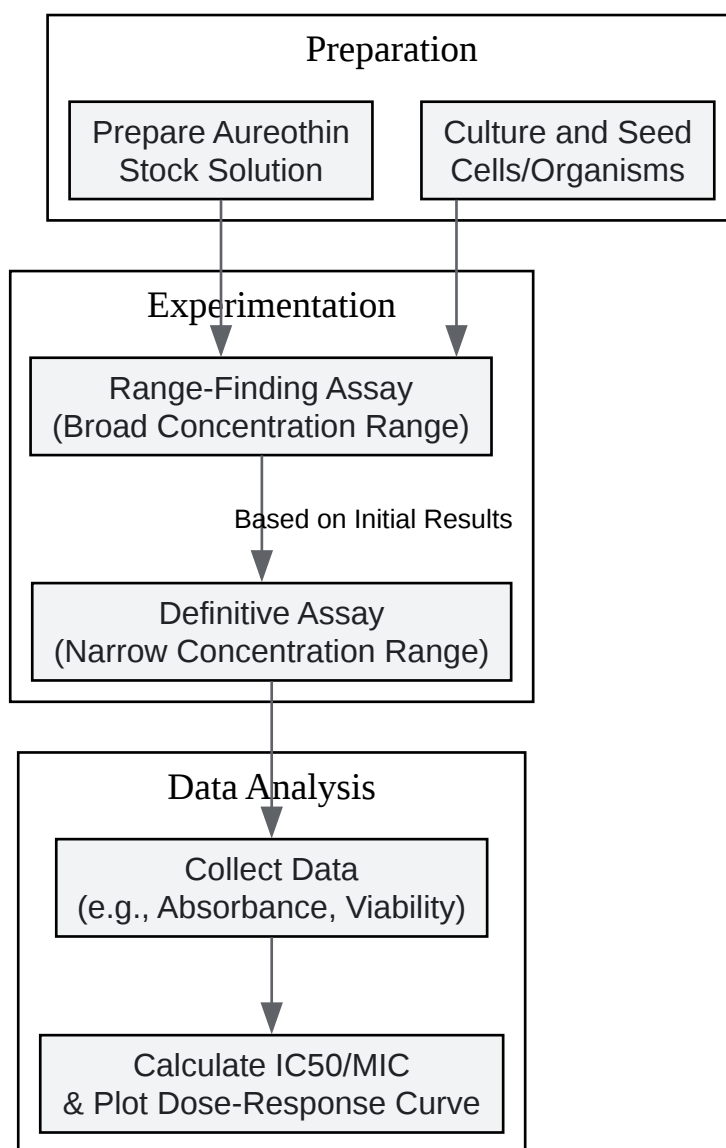 Preparation
Prepare Aureothin
Stock Solution
Culture and Seed
Cells/Organisms
Experimentation
Range-Finding Assay
(Broad Concentration Range)
Based on Initial Results
Definitive Assay
(Narrow Concentration Range)
Data Analysis
Collect Data
(e.g., Absorbance, Viability)
Calculate IC50/MIC
& Plot Dose-Response Curve